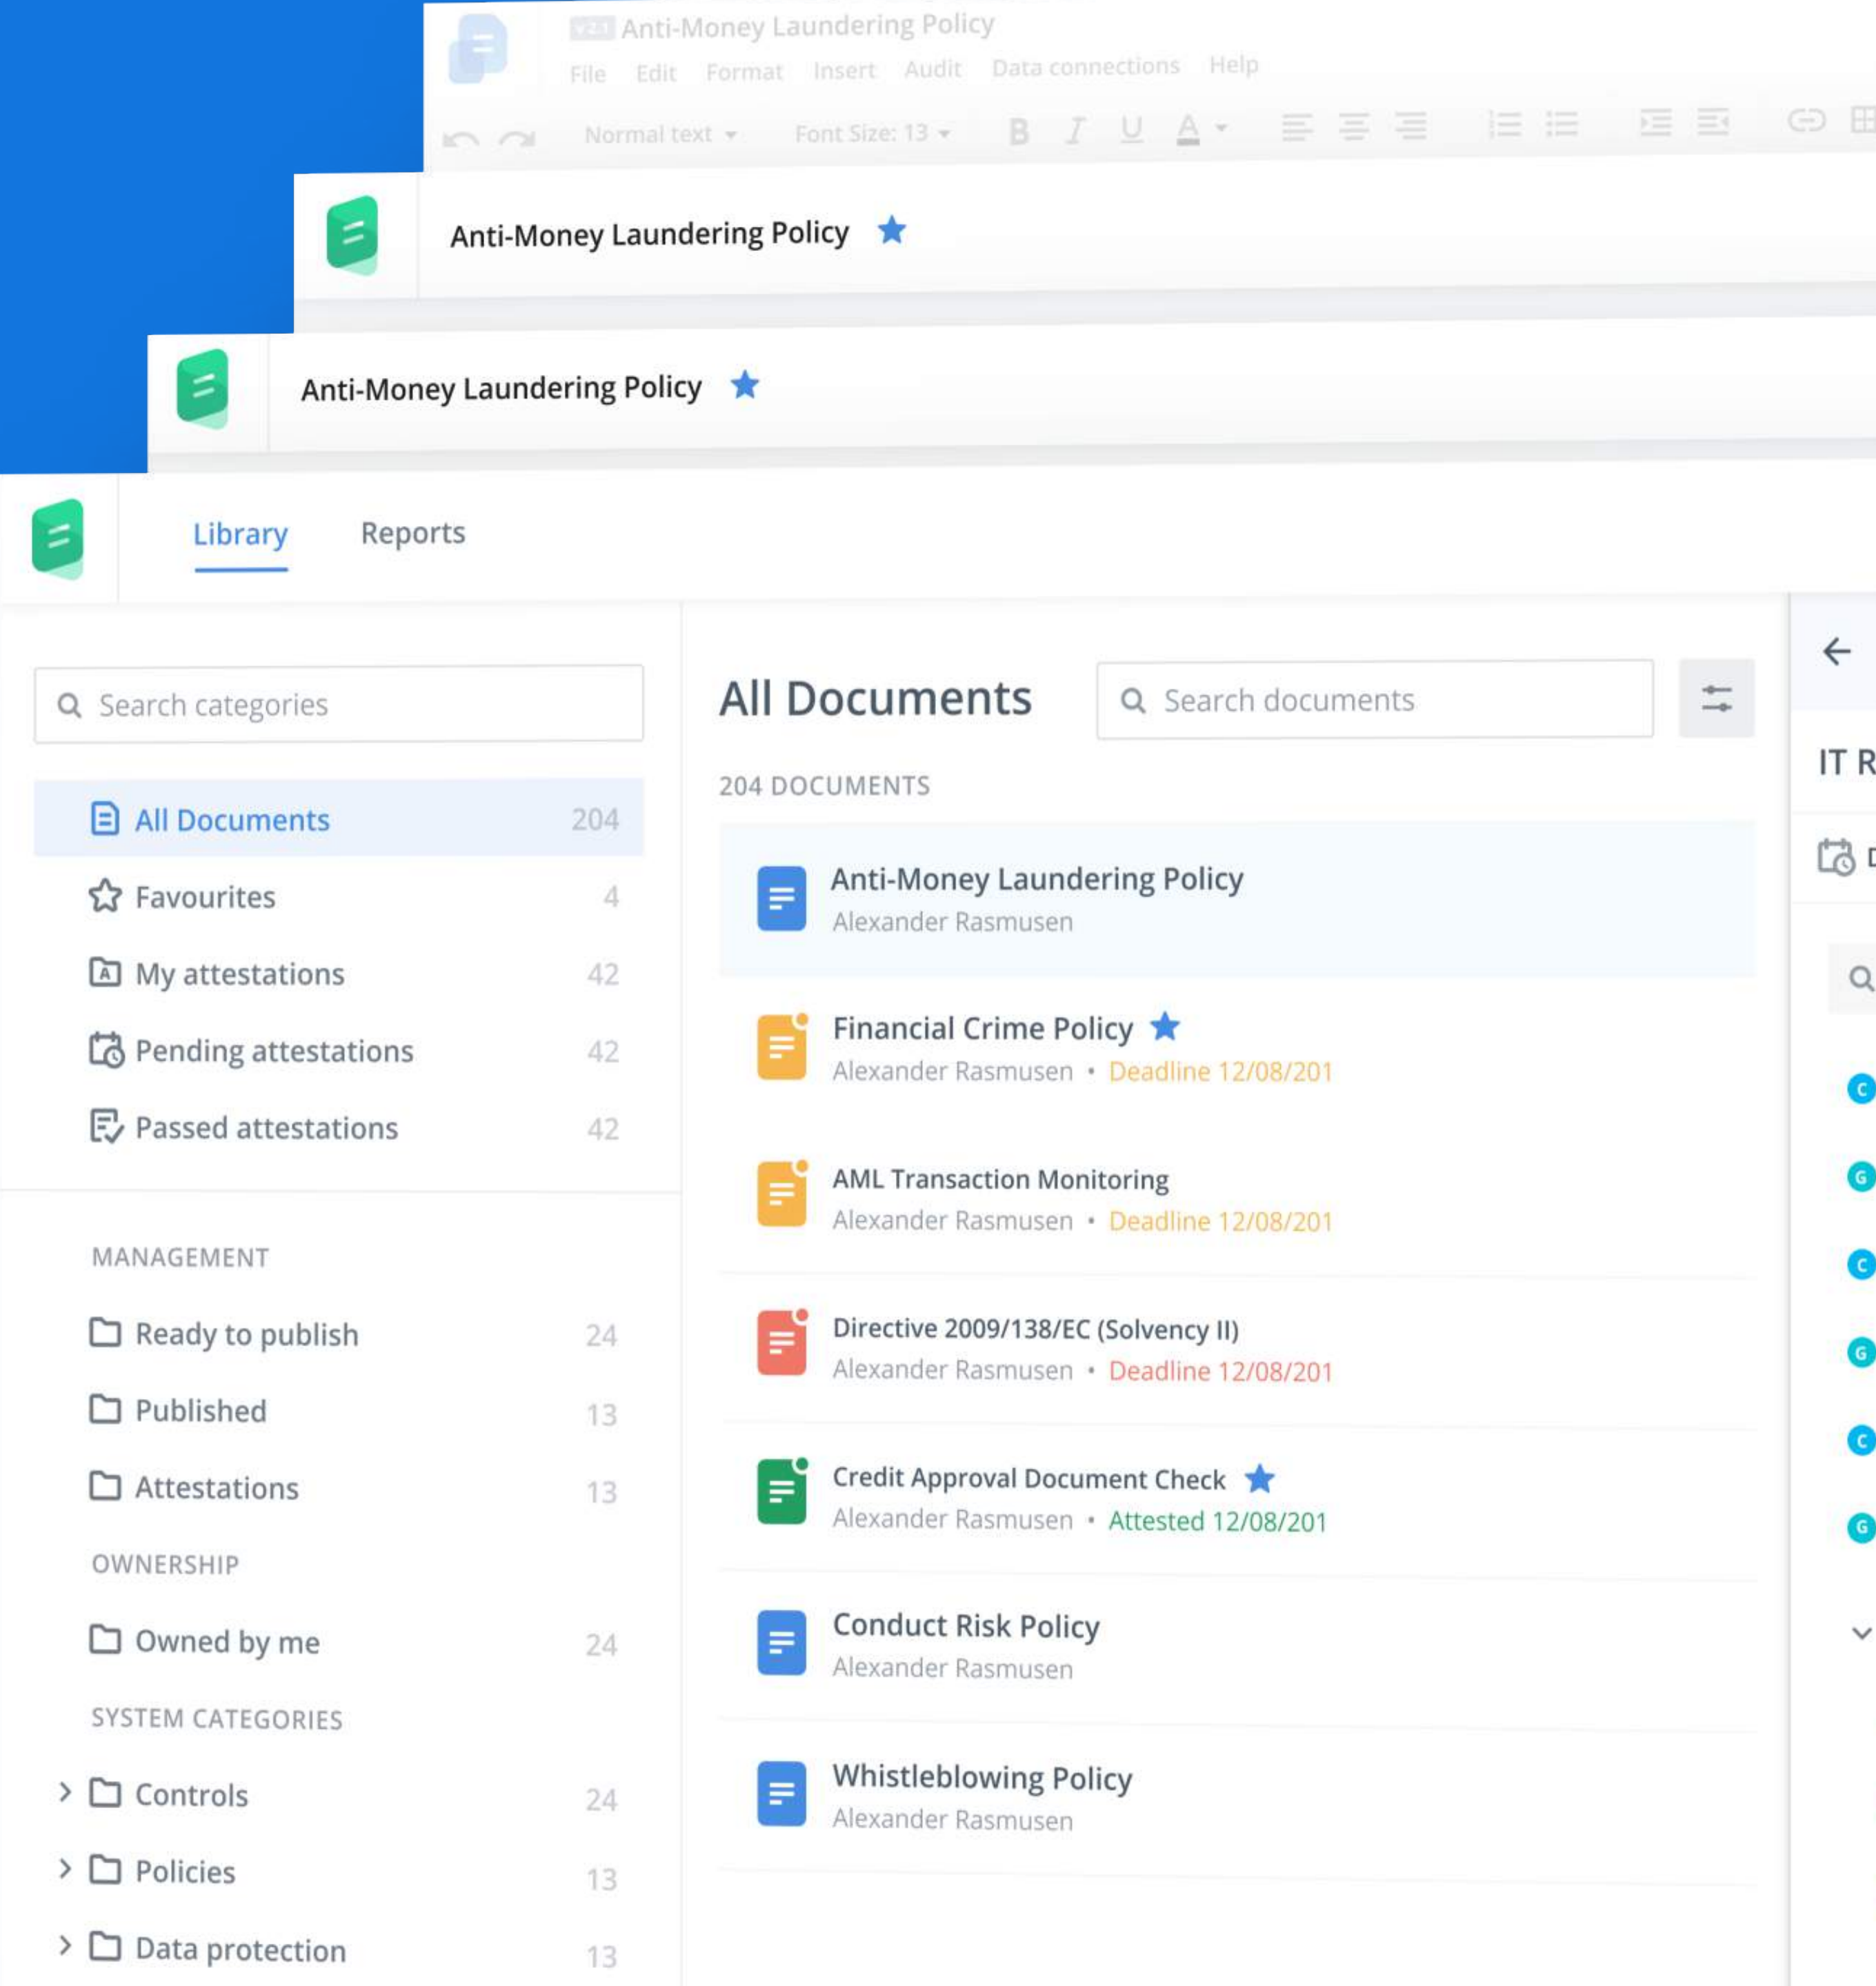 v 2.1 Anti-Money Laundering Policy
File Edit Format Insert Audit Data connections Help
Normal text Font Size: 13 B I U A
Anti-Money Laundering Policy
Anti-Money Laundering Policy
Library Reports
Search categories
All Documents 204
Favourites 4
A My attestations 42
Pending attestations 42
Passed attestations 42
MANAGEMENT
Ready to publish 24
Published 13
Attestations 13
OWNERSHIP
Owned by me 24
SYSTEM CATEGORIES
Controls 24
Policies 13
Data protection 13
All Documents
Search documents
204 DOCUMENTS
Anti-Money Laundering Policy
Alexander Rasmusen
Financial Crime Policy
Alexander Rasmusen • Deadline 12/08/201
AML Transaction Monitoring
Alexander Rasmusen • Deadline 12/08/201
Directive 2009/138/EC (Solvency II)
Alexander Rasmusen • Deadline 12/08/201
Credit Approval Document Check
Alexander Rasmusen • Attested 12/08/201
Conduct Risk Policy
Alexander Rasmusen
Whistleblowing Policy
Alexander Rasmusen
IT R
C
G
C
G
C
G